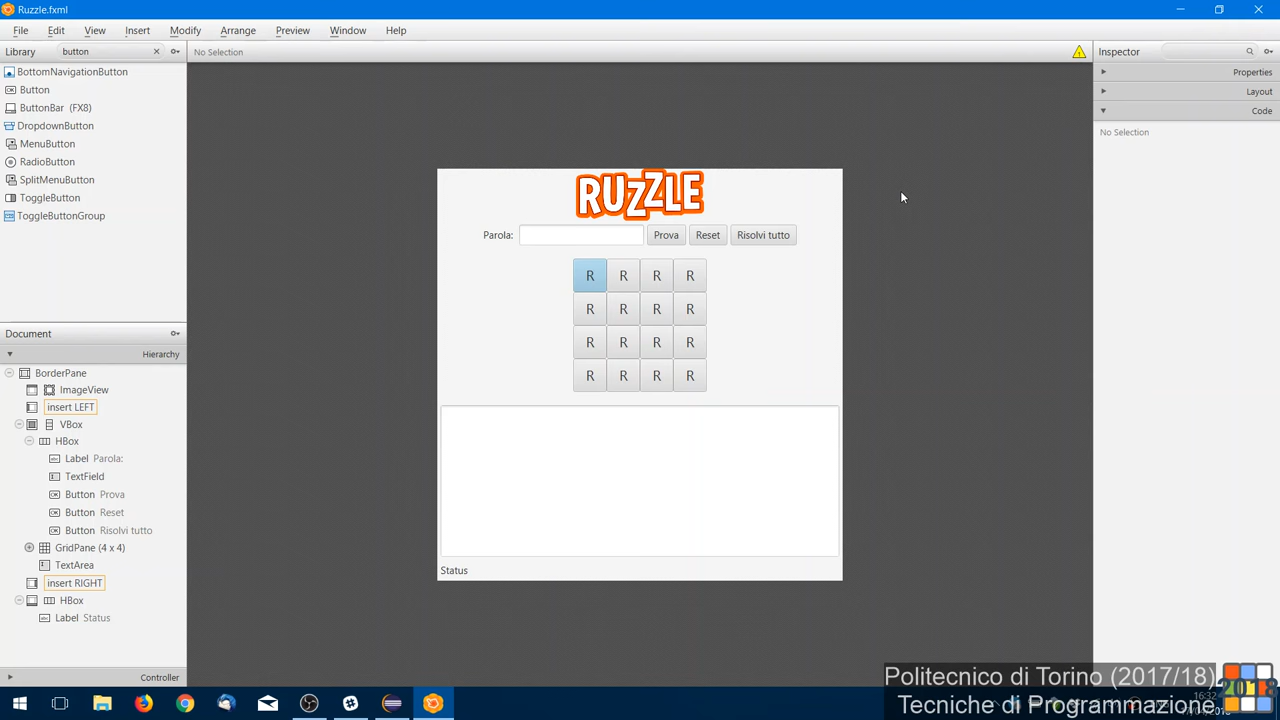 Ruzzle.fxml
File Edit View Insert Modify Arrange Preview Window Help
Library button No Selection Inspector
BottomNavigationButton
Button
ButtonBar (FX8)
DropdownButton
MenuButton
RadioButton
SplitMenuButton
ToggleButton
ToggleButtonGroup
Document
Hierarchy
BorderPane
ImageView
insert LEFT
VBox
HBox
Label Parola:
TextField
Button Prova
Button Reset
Button Risolvi tutto
GridPane (4 x 4)
TextArea
insert RIGHT
HBox
Label Status
Controller
RUZZLE
Parola: Prova Reset Risolvi tutto
R R R R
R R R R
R R R R
R R R R
Status
Properties
Layout
Code
No Selection
Politecnico di Torino (2017/18)
Tecniche di Programmazione
2018
16:32